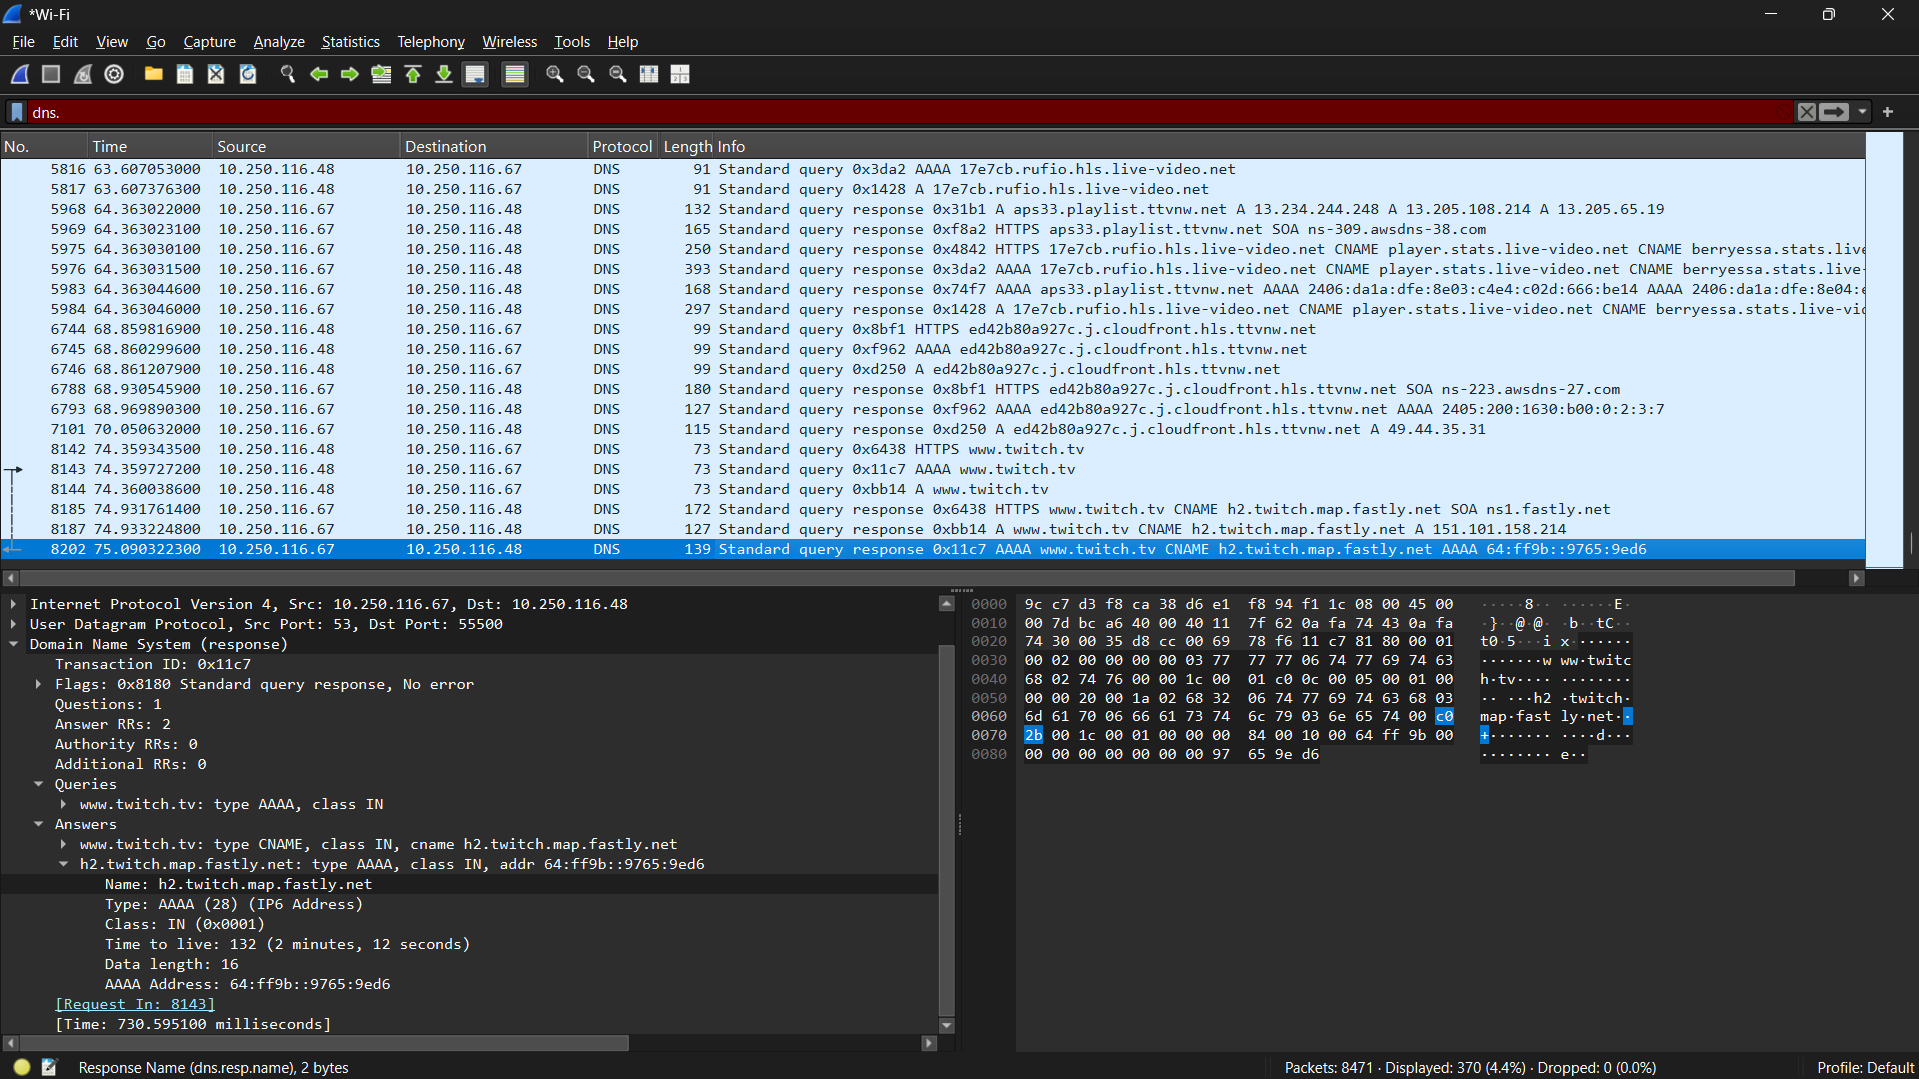 *Wi-Fi
File Edit View Go Capture Analyze Statistics Telephony Wireless Tools Help
dns.
No. Time Source Destination Protocol Length Info
5816 63.607053000 10.250.116.48 10.250.116.67 DNS 91 Standard query 0x3da2 AAAA 17e7cb.rufio.hls.live-video.net
5817 63.607376300 10.250.116.48 10.250.116.67 DNS 91 Standard query 0x1428 A 17e7cb.rufio.hls.live-video.net
5968 64.363022000 10.250.116.67 10.250.116.48 DNS 132 Standard query response 0x31b1 A aps33.playlist.ttvnw.net A 13.234.244.248 A 13.205.108.214 A 13.205.65.19
5969 64.363023100 10.250.116.67 10.250.116.48 DNS 165 Standard query response 0xf8a2 HTTPS aps33.playlist.ttvnw.net SOA ns-309.awsdns-38.com
5975 64.363030100 10.250.116.67 10.250.116.48 DNS 250 Standard query response 0x4842 HTTPS 17e7cb.rufio.hls.live-video.net CNAME player.stats.live-video.net CNAME berryessa.stats.live
5976 64.363031500 10.250.116.67 10.250.116.48 DNS 393 Standard query response 0x3da2 AAAA 17e7cb.rufio.hls.live-video.net CNAME player.stats.live-video.net CNAME berryessa.stats.live-
5983 64.363044600 10.250.116.67 10.250.116.48 DNS 168 Standard query response 0x74f7 AAAA aps33.playlist.ttvnw.net AAAA 2406:da1a:dfe:8e03:c4e4:c02d:666:be14 AAAA 2406:da1a:dfe:8e04:
5984 64.363046000 10.250.116.67 10.250.116.48 DNS 297 Standard query response 0x1428 A 17e7cb.rufio.hls.live-video.net CNAME player.stats.live-video.net CNAME berryessa.stats.live-vi
6744 68.859816900 10.250.116.48 10.250.116.67 DNS 99 Standard query 0x8bf1 HTTPS ed42b80a927c.j.cloudfront.hls.ttvnw.net
6745 68.860299600 10.250.116.48 10.250.116.67 DNS 99 Standard query 0xf962 AAAA ed42b80a927c.j.cloudfront.hls.ttvnw.net
6746 68.861207900 10.250.116.48 10.250.116.67 DNS 99 Standard query 0xd250 A ed42b80a927c.j.cloudfront.hls.ttvnw.net
6788 68.930545900 10.250.116.67 10.250.116.48 DNS 180 Standard query response 0x8bf1 HTTPS ed42b80a927c.j.cloudfront.hls.ttvnw.net SOA ns-223.awsdns-27.com
6793 68.969890300 10.250.116.67 10.250.116.48 DNS 127 Standard query response 0xf962 AAAA ed42b80a927c.j.cloudfront.hls.ttvnw.net AAAA 2405:200:1630:b00:0:2:3:7
7101 70.050632000 10.250.116.67 10.250.116.48 DNS 115 Standard query response 0xd250 A ed42b80a927c.j.cloudfront.hls.ttvnw.net A 49.44.35.31
8142 74.359343500 10.250.116.48 10.250.116.67 DNS 73 Standard query 0x6438 HTTPS www.twitch.tv
8143 74.359727200 10.250.116.48 10.250.116.67 DNS 73 Standard query 0x11c7 AAAA www.twitch.tv
8144 74.360038600 10.250.116.48 10.250.116.67 DNS 73 Standard query 0xbb14 A www.twitch.tv
8185 74.931761400 10.250.116.67 10.250.116.48 DNS 172 Standard query response 0x6438 HTTPS www.twitch.tv CNAME h2.twitch.map.fastly.net SOA ns1.fastly.net
8187 74.933224800 10.250.116.67 10.250.116.48 DNS 127 Standard query response 0xbb14 A www.twitch.tv CNAME h2.twitch.map.fastly.net A 151.101.158.214
8202 75.090322300 10.250.116.67 10.250.116.48 DNS 139 Standard query response 0x11c7 AAAA www.twitch.tv CNAME h2.twitch.map.fastly.net AAAA 64:ff9b::9765:9ed6
Internet Protocol Version 4, Src: 10.250.116.67, Dst: 10.250.116.48
User Datagram Protocol, Src Port: 53, Dst Port: 55500
Domain Name System (response)
Transaction ID: 0x11c7
Flags: 0x8180 Standard query response, No error
Questions: 1
Answer RRs: 2
Authority RRs: 0
Additional RRs: 0
Queries
www.twitch.tv: type AAAA, class IN
Answers
www.twitch.tv: type CNAME, class IN, cname h2.twitch.map.fastly.net
h2.twitch.map.fastly.net: type AAAA, class IN, addr 64:ff9b::9765:9ed6
Name: h2.twitch.map.fastly.net
Type: AAAA (28) (IP6 Address)
Class: IN (0x0001)
Time to live: 132 (2 minutes, 12 seconds)
Data length: 16
AAAA Address: 64:ff9b::9765:9ed6
[Request In: 8143]
[Time: 730.595100 milliseconds]
0000 9c c7 d3 f8 ca 38 d6 e1 f8 94 f1 1c 08 00 45 00 ·····8·· ······E·
0010 00 7d bc a6 40 00 40 11 7f 62 0a fa 74 43 0a fa ·}··@·@· ·b··tC··
0020 74 30 00 35 d8 cc 00 69 78 f6 11 c7 81 80 00 01 t0·5···i x·······
0030 00 02 00 00 00 00 03 77 77 77 06 74 77 69 74 63 ·······w ww·twitc
0040 68 02 74 76 00 00 1c 00 01 c0 0c 00 05 00 01 00 h·tv···· ········
0050 00 00 20 00 1a 02 68 32 06 74 77 69 74 63 68 03 ·· ···h2 ·twitch·
0060 6d 61 70 06 66 61 73 74 6c 79 03 6e 65 74 00 c0 map·fast ly·net··
0070 2b 00 1c 00 01 00 00 00 84 00 10 00 64 ff 9b 00 +······· ····d···
0080 00 00 00 00 00 00 00 97 65 9e d6 ········ e··
Response Name (dns.resp.name), 2 bytes
Packets: 8471 · Displayed: 370 (4.4%) · Dropped: 0 (0.0%)
Profile: Default